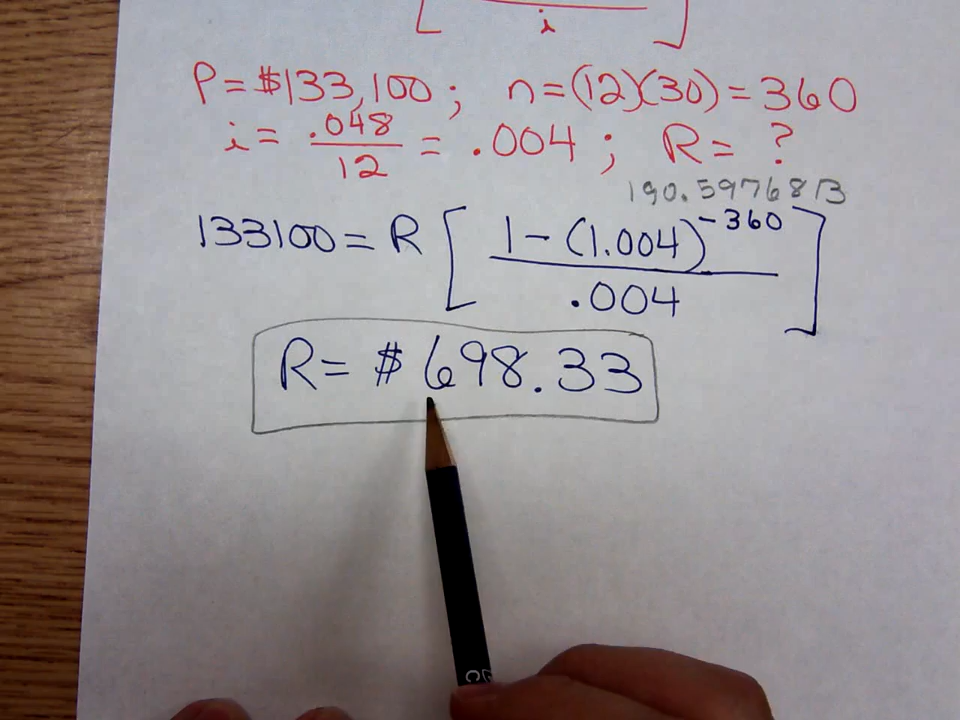 i
P = $133,100 ; n = (12)(30) = 360
i = .048/12 = .004 ; R = ?
190.5976813
133100 = R [ 1 - (1.004)^-360 / .004 ]
R = $698.33